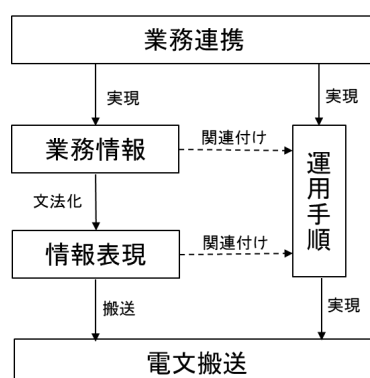 業務連携
実現
実現
業務情報
関連付け
運用手順
文法化
情報表現
関連付け
搬送
実現
電文搬送